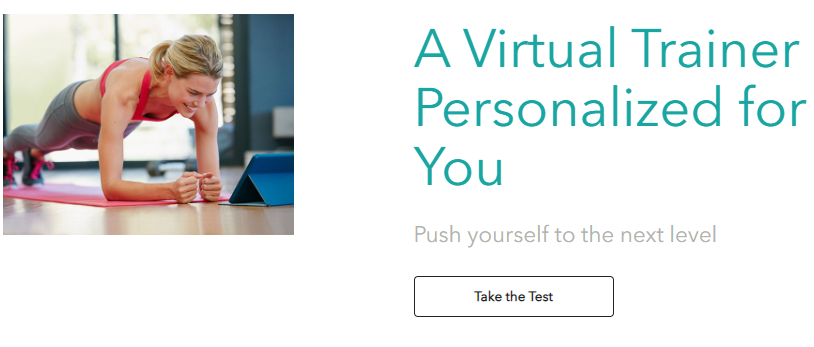 A Virtual Trainer
Personalized for
You
Push yourself to the next level
Take the Test